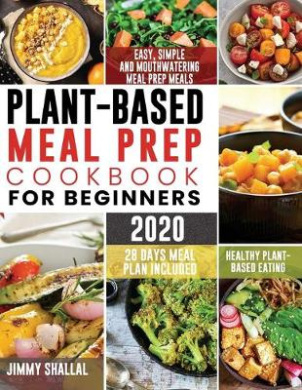 EASY, SIMPLE
AND MOUTHWATERING
MEAL PREP MEALS
PLANT-BASED
MEAL PREP
COOKBOOK
FOR BEGINNERS
2020
28 DAYS MEAL
PLAN INCLUDED
HEALTHY PLANT-
BASED EATING
JIMMY SHALLAL